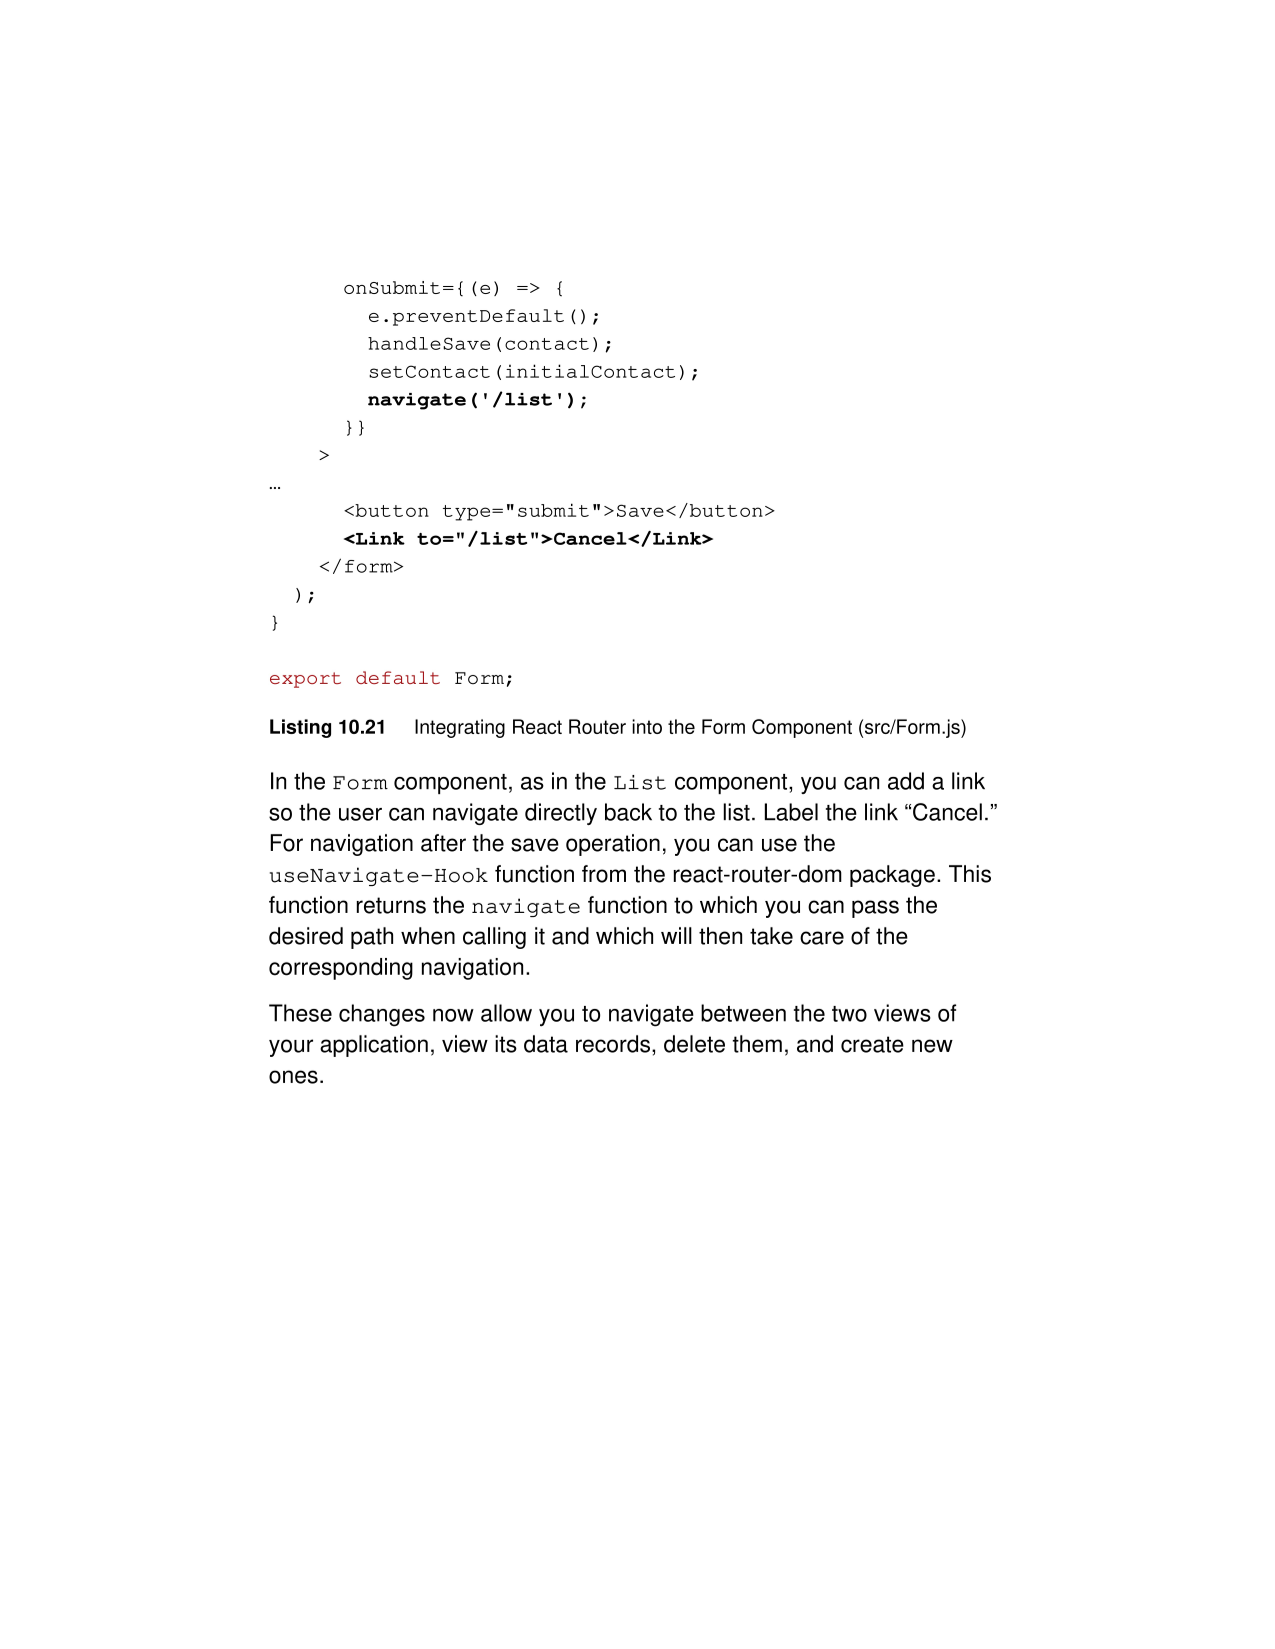 onSubmit={(e) => {
        e.preventDefault();
        handleSave(contact);
        setContact(initialContact);
        navigate('/list');
      }}
    >
…
      <button type="submit">Save</button>
      <Link to="/list">Cancel</Link>
    </form>
  );
}

export default Form;
Listing 10.21 Integrating React Router into the Form Component (src/Form.js)
In the Form component, as in the List component, you can add a link
so the user can navigate directly back to the list. Label the link “Cancel.”
For navigation after the save operation, you can use the
useNavigate-Hook function from the react-router-dom package. This
function returns the navigate function to which you can pass the
desired path when calling it and which will then take care of the
corresponding navigation.
These changes now allow you to navigate between the two views of
your application, view its data records, delete them, and create new
ones.